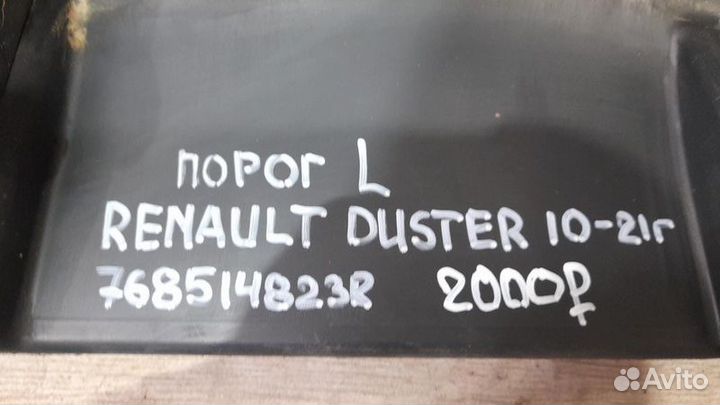 порог L
RENAULT DUSTER 10-21г
768514823R 2000₽
Avito